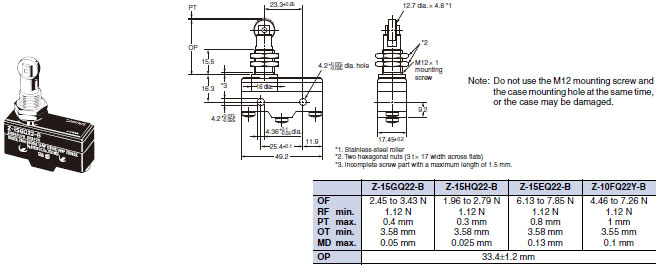 PT
OP
15.5
16.3
*3
16 dia.
23.3±0.25
4.2 dia. hole
4.2
4.36 dia.
25.4±0.1
11.9
49.2
12.7 dia. × 4.8 *1
*2
M12× 1
mounting
screw
9.2
17.45±0.2
*1. Stainless-steel roller
*2. Two hexagonal nuts (31× 17 width across flats)
*3. Incomplete screw part with a maximum length of 1.5 mm.
Note: Do not use the M12 mounting screw and
the case mounting hole at the same time,
or the case may be damaged.
Z-15GQ22-B
Z-15GQ22-B Z-15HQ22-B Z-15EQ22-B Z-10FQ22Y-B
OF 2.45 to 3.43 N 1.96 to 2.79 N 6.13 to 7.85 N 4.46 to 7.26 N
RF min. 1.12 N 1.12 N 1.12 N 1.12 N
PT max. 0.4 mm 0.3 mm 0.8 mm 1 mm
OT min. 3.58 mm 3.58 mm 3.58 mm 3.55 mm
MD max. 0.05 mm 0.025 mm 0.13 mm 0.1 mm
OP 33.4±1.2 mm